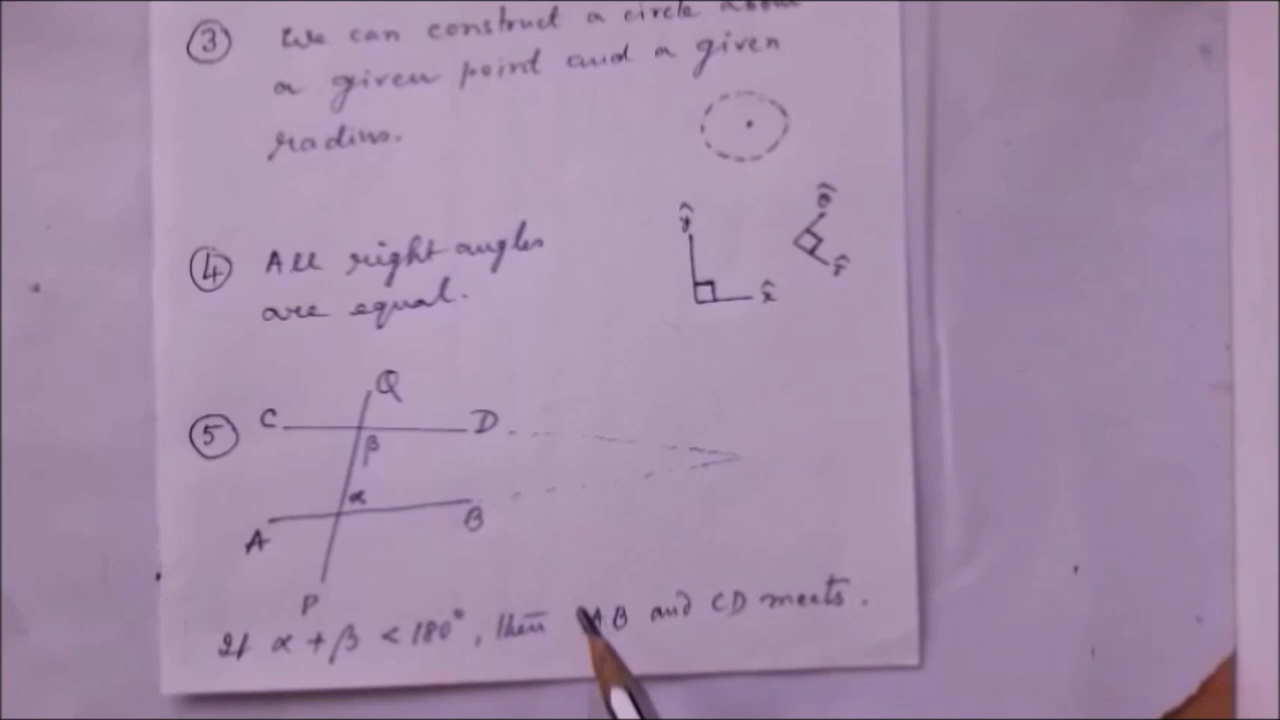 ③ We can construct a circle about
a given point and a given
radius.
④ All right angles
are equal.
ŷ
x̂
θ̂
r̂
⑤
Q
C
D
β
α
A
B
P
If α + β < 180°, then AB and CD meets.